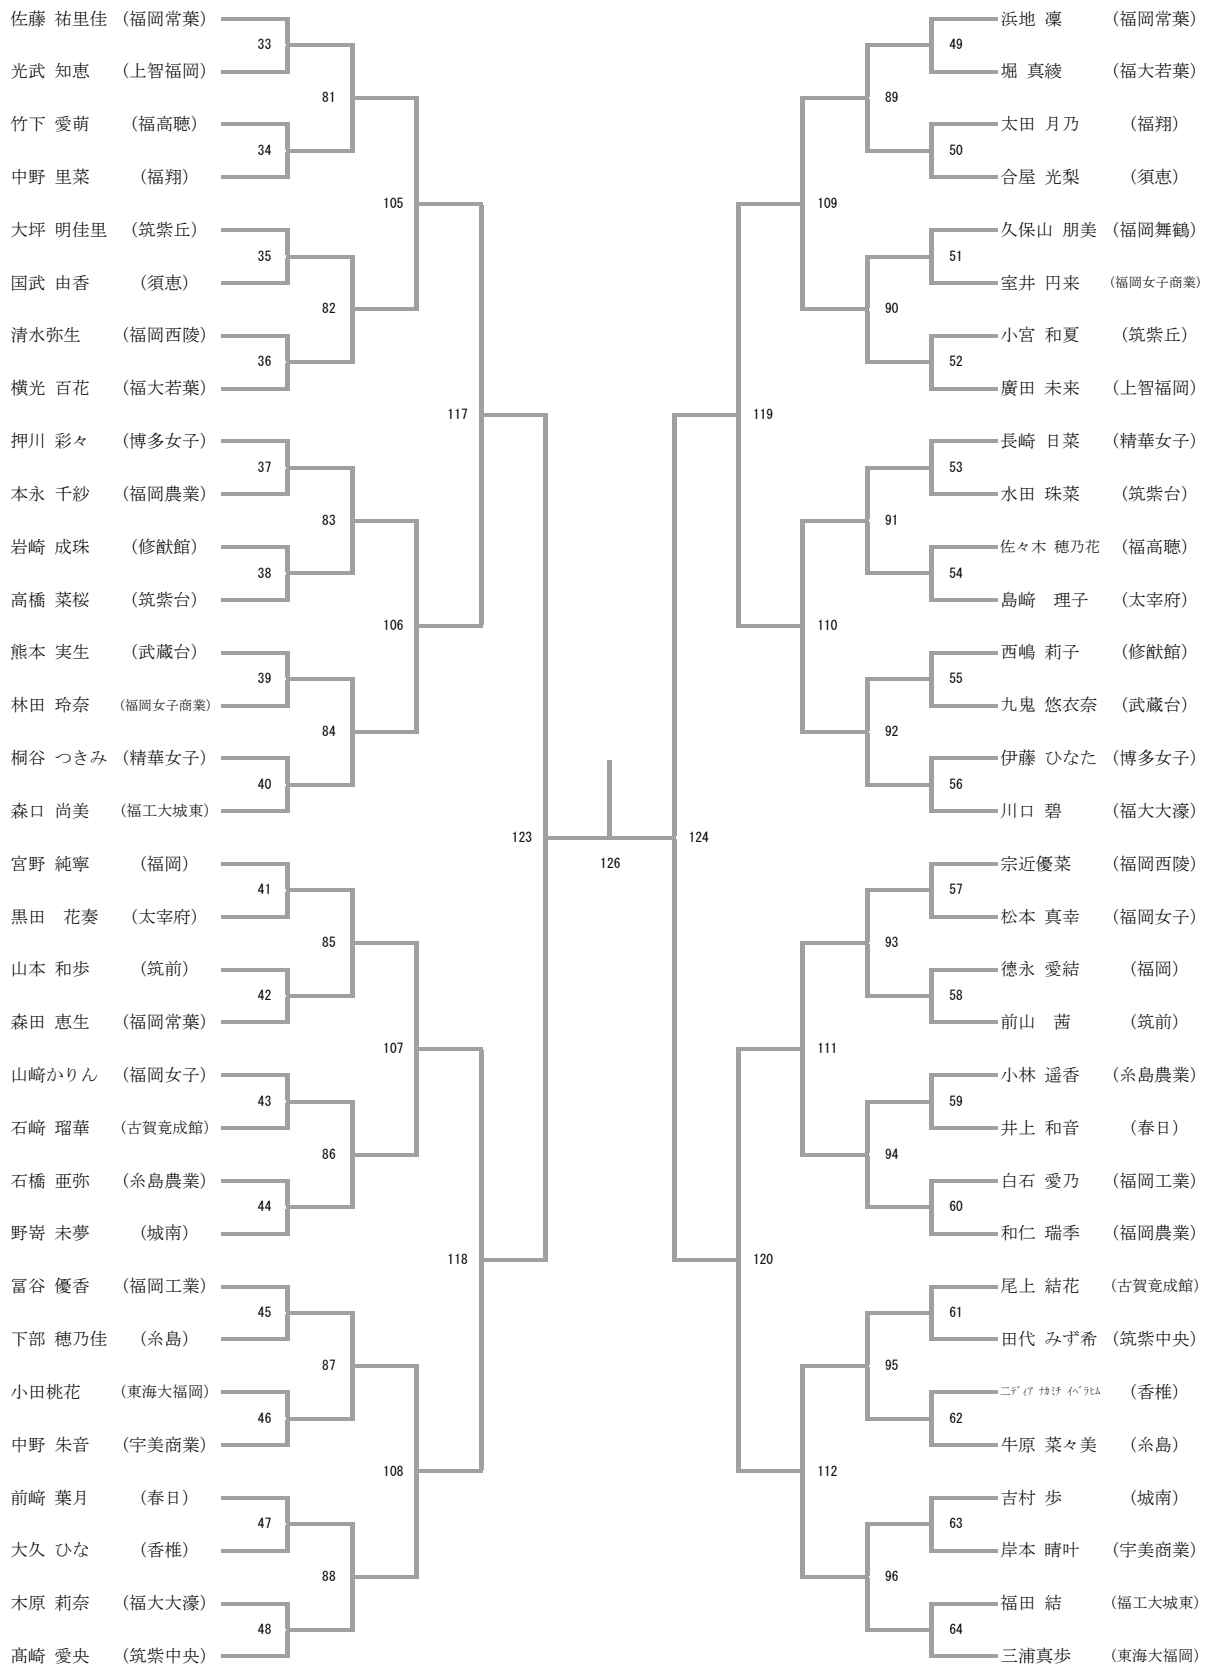 佐藤 祐里佳 (福岡常葉)
33
光武 知恵 (上智福岡)
81
竹下 愛萌 (福高聴)
34
中野 里菜 (福翔)
105
大坪 明佳里 (筑紫丘)
35
国武 由香 (須恵)
82
清水弥生 (福岡西陵)
36
横光 百花 (福大若葉)
117
押川 彩々 (博多女子)
37
本永 千紗 (福岡農業)
83
岩崎 成珠 (修猷館)
38
高橋 菜桜 (筑紫台)
106
熊本 実生 (武蔵台)
39
林田 玲奈 (福岡女子商業)
84
桐谷 つきみ (精華女子)
40
森口 尚美 (福工大城東)
123
宮野 純寧 (福岡)
41
黒田 花奏 (太宰府)
85
山本 和歩 (筑前)
42
森田 恵生 (福岡常葉)
107
山﨑かりん (福岡女子)
43
石﨑 瑠華 (古賀竟成館)
86
石橋 亜弥 (糸島農業)
44
野嵜 未夢 (城南)
118
冨谷 優香 (福岡工業)
45
下部 穂乃佳 (糸島)
87
小田桃花 (東海大福岡)
46
中野 朱音 (宇美商業)
108
前﨑 葉月 (春日)
47
大久 ひな (香椎)
88
木原 莉奈 (福大大濠)
48
髙崎 愛央 (筑紫中央)
126
浜地 凜 (福岡常葉)
49
堀 真綾 (福大若葉)
89
太田 月乃 (福翔)
50
合屋 光梨 (須恵)
109
久保山 朋美 (福岡舞鶴)
51
室井 円来 (福岡女子商業)
90
小宮 和夏 (筑紫丘)
52
廣田 未来 (上智福岡)
119
長崎 日菜 (精華女子)
53
水田 珠菜 (筑紫台)
91
佐々木 穂乃花 (福高聴)
54
島﨑 理子 (太宰府)
110
西嶋 莉子 (修猷館)
55
九鬼 悠衣奈 (武蔵台)
92
伊藤 ひなた (博多女子)
56
川口 碧 (福大大濠)
124
宗近優菜 (福岡西陵)
57
松本 真幸 (福岡女子)
93
德永 愛結 (福岡)
58
前山 茜 (筑前)
111
小林 遥香 (糸島農業)
59
井上 和音 (春日)
94
白石 愛乃 (福岡工業)
60
和仁 瑞季 (福岡農業)
120
尾上 結花 (古賀竟成館)
61
田代 みず希 (筑紫中央)
95
ニディア ナカミチ イベラヒム (香椎)
62
牛原 菜々美 (糸島)
112
吉村 歩 (城南)
63
岸本 晴叶 (宇美商業)
96
福田 結 (福工大城東)
64
三浦真歩 (東海大福岡)